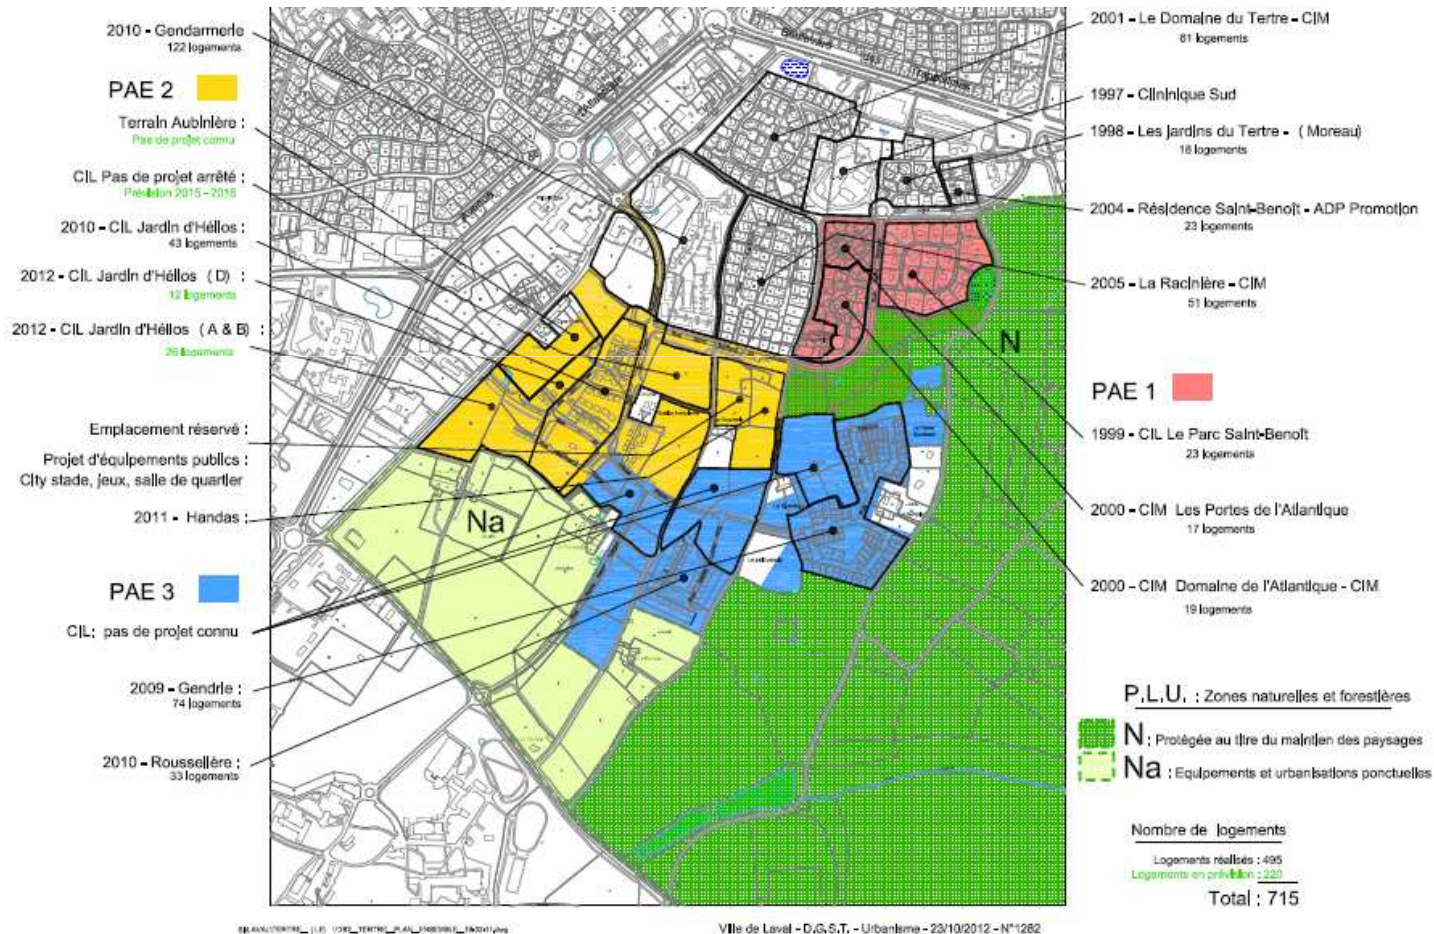 2010 - Gendarmerie
122 logements
PAE 2
Terrain Aubinière :
Pas de projet connu
CIL Pas de projet arrêté :
Prévision 2015 - 2016
2010 - CIL Jardin d'Hélios :
43 logements
2012 - CIL Jardin d'Hélios ( D ) :
12 logements
2012 - CIL Jardin d'Hélios ( A & B ) :
26 logements
Emplacement réservé :
Projet d'équipements publics :
City stade, jeux, salle de quartier
2011 - Handas :
PAE 3
CIL: pas de projet connu
2009 - Gendrie :
74 logements
2010 - Roussellère :
33 logements
Boulevard des Trappistines
Avenue de
N
Na
2001 - Le Domaine du Tertre - CIM
81 logements
1997 - Clininique Sud
1998 - Les jardins du Tertre - ( Moreau)
18 logements
2004 - Résidence Saint-Benoît - ADP Promotion
23 logements
2005 - La Racinière - CIM
51 logements
PAE 1
1999 - CIL Le Parc Saint-Benoît
23 logements
2000 - CIM Les Portes de l'Atlantique
17 logements
2000 - CIM Domaine de l'Atlantique - CIM
19 logements
P.L.U. : Zones naturelles et forestières
N : Protégée au titre du maintien des paysages
Na : Equipements et urbanisations ponctuelles
Nombre de logements
Logements réalisés : 495
Logements en prévision : 220
Total : 715
Ville de Laval - D.G.S.T. - Urbanisme - 23/10/2012 - N°1282